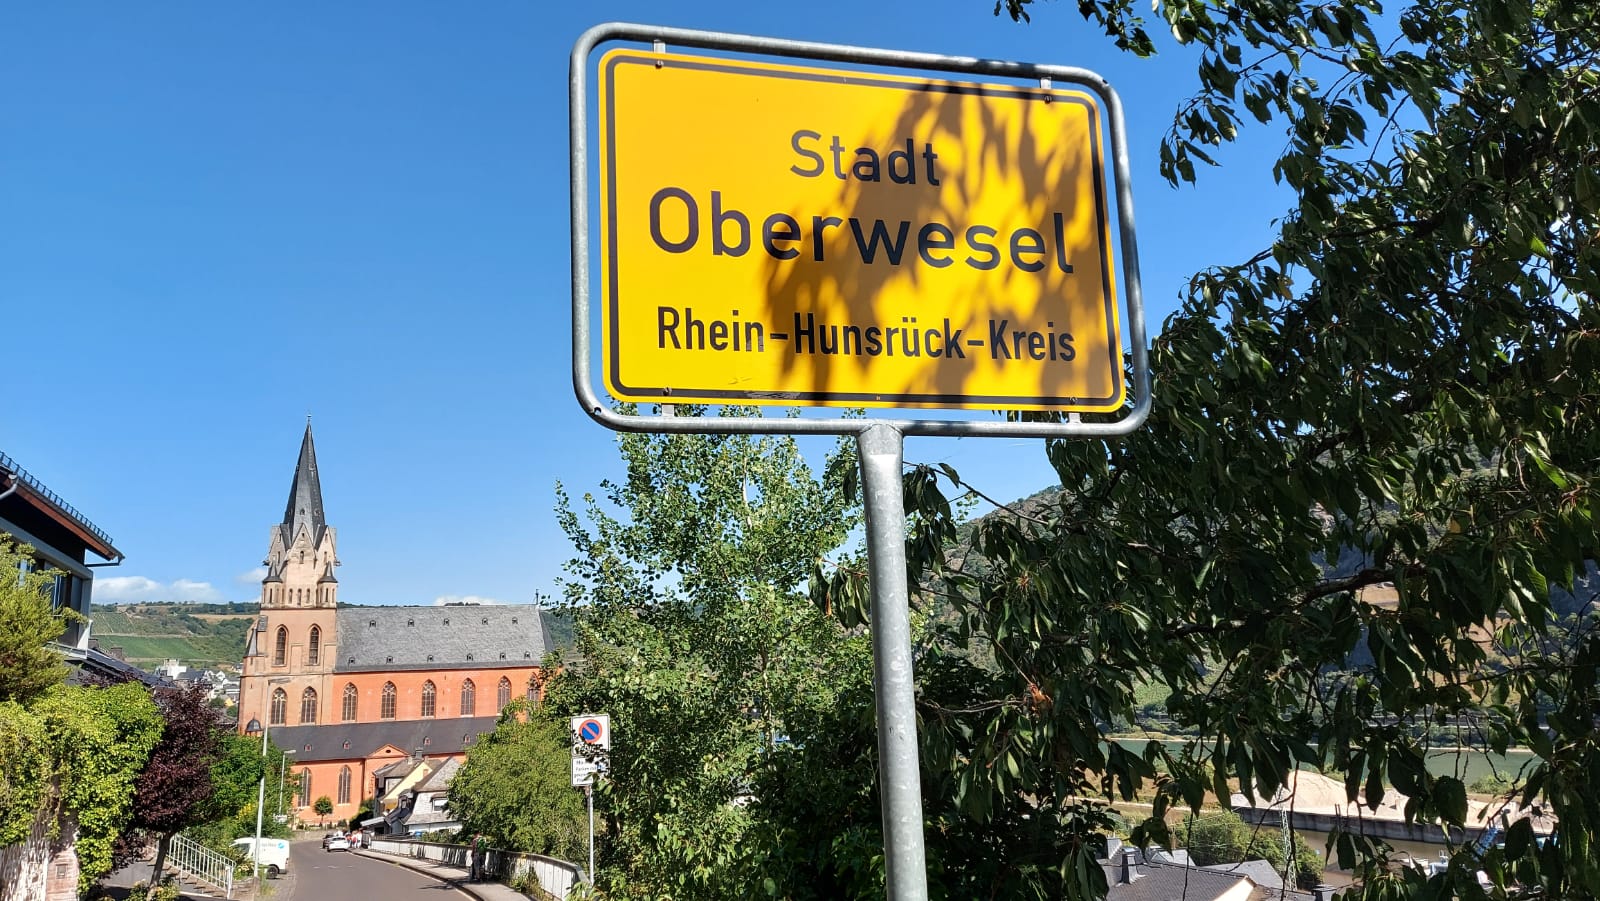 Stadt
Oberwesel
Rhein-Hunsrück-Kreis